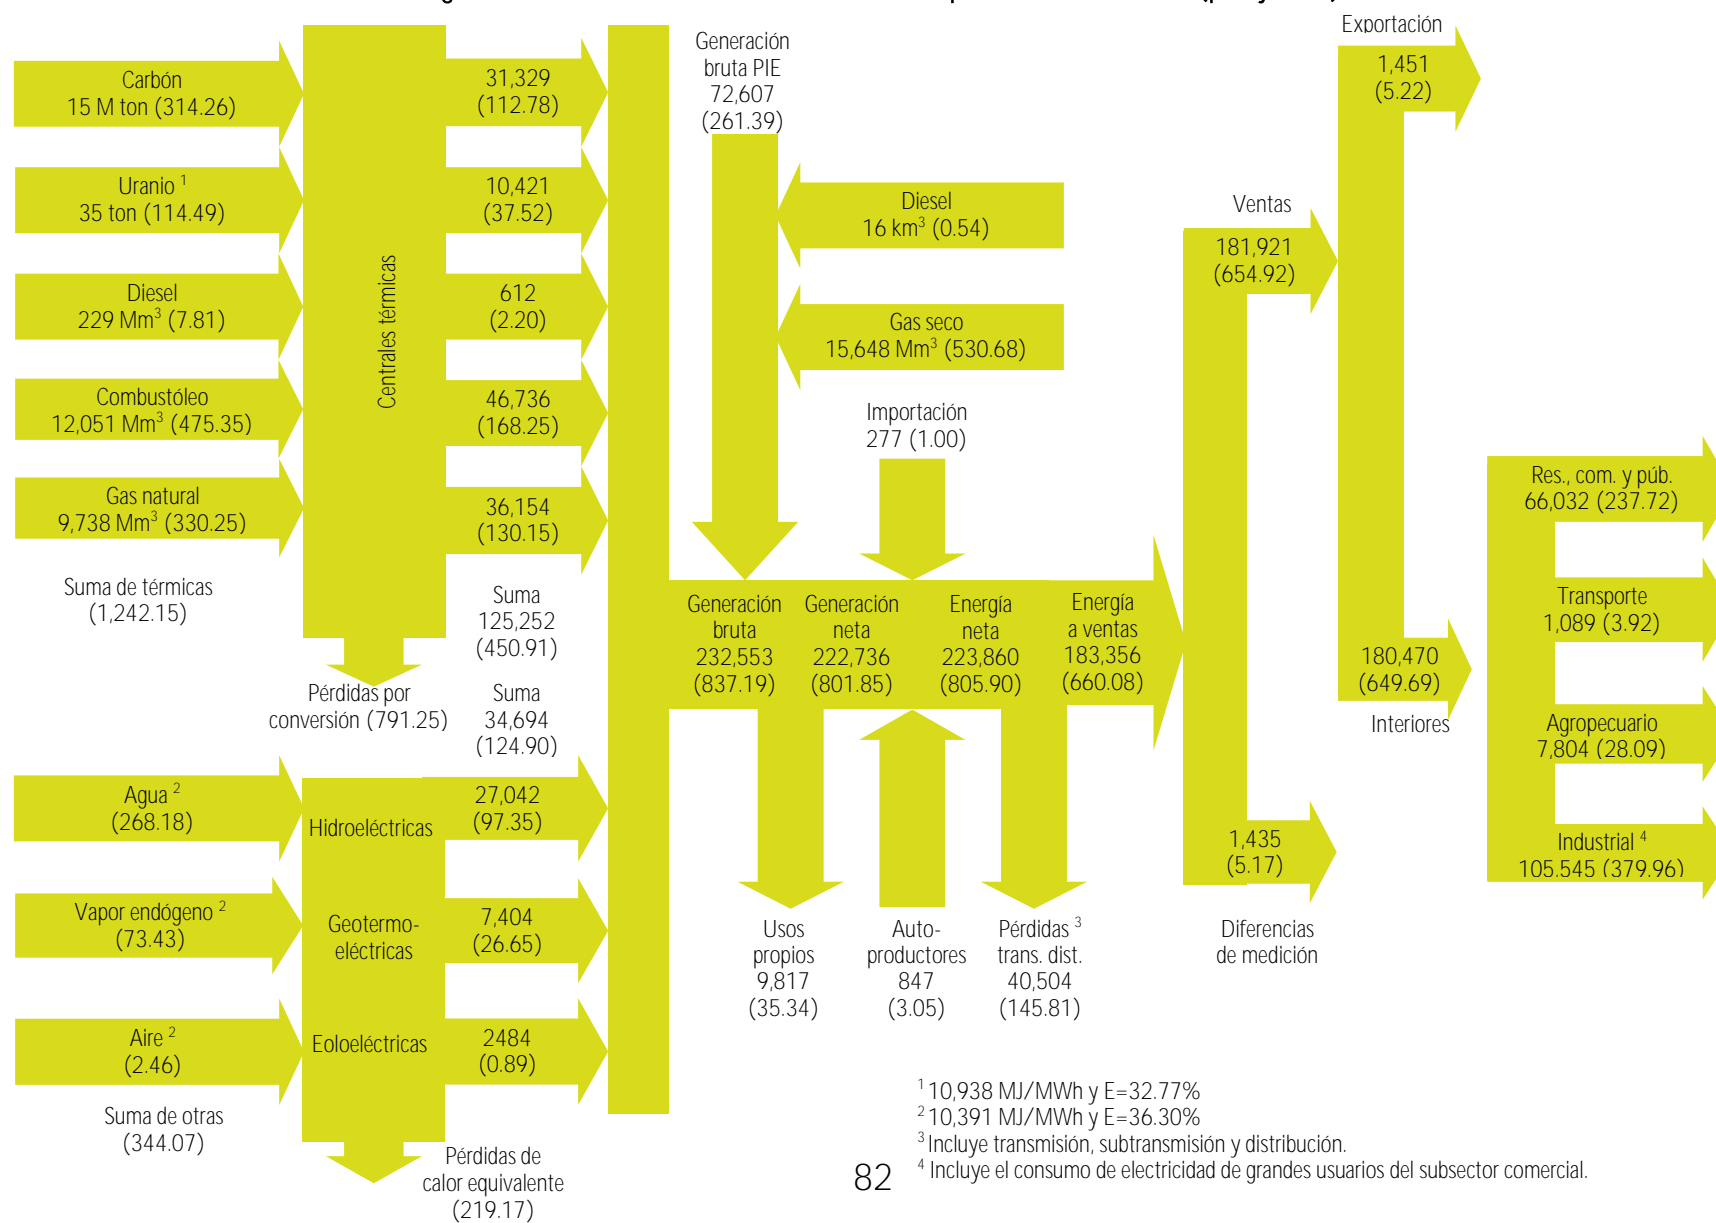 Exportación
Carbón
15 M ton (314.26)
Uranio ¹
35 ton (114.49)
Diesel
229 Mm³ (7.81)
Combustóleo
12,051 Mm³ (475.35)
Gas natural
9,738 Mm³ (330.25)
Suma de térmicas
(1,242.15)
Centrales térmicas
Pérdidas por
conversión (791.25)
31,329
(112.78)
10,421
(37.52)
612
(2.20)
46,736
(168.25)
36,154
(130.15)
Suma
125,252
(450.91)
Suma
34,694
(124.90)
Agua ²
(268.18)
Vapor endógeno ²
(73.43)
Aire ²
(2.46)
Suma de otras
(344.07)
Hidroeléctricas
Geotermo-
eléctricas
Eoloeléctricas
27,042
(97.35)
7,404
(26.65)
2484
(0.89)
Pérdidas de
calor equivalente
(219.17)
Generación
bruta PIE
72,607
(261.39)
Diesel
16 km³ (0.54)
Gas seco
15,648 Mm³ (530.68)
Importación
277 (1.00)
Generación
bruta
232,553
(837.19)
Generación
neta
222,736
(801.85)
Energía
neta
223,860
(805.90)
Energía
a ventas
183,356
(660.08)
Usos
propios
9,817
(35.34)
Auto-
productores
847
(3.05)
Pérdidas ³
trans. dist.
40,504
(145.81)
Ventas
181,921
(654.92)
1,435
(5.17)
Diferencias
de medición
1,451
(5.22)
180,470
(649.69)
Interiores
Res., com. y púb.
66,032 (237.72)
Transporte
1,089 (3.92)
Agropecuario
7,804 (28.09)
Industrial ⁴
105.545 (379.96)
¹ 10,938 MJ/MWh y E=32.77%
² 10,391 MJ/MWh y E=36.30%
³ Incluye transmisión, subtransmisión y distribución.
⁴ Incluye el consumo de electricidad de grandes usuarios del subsector comercial.
82